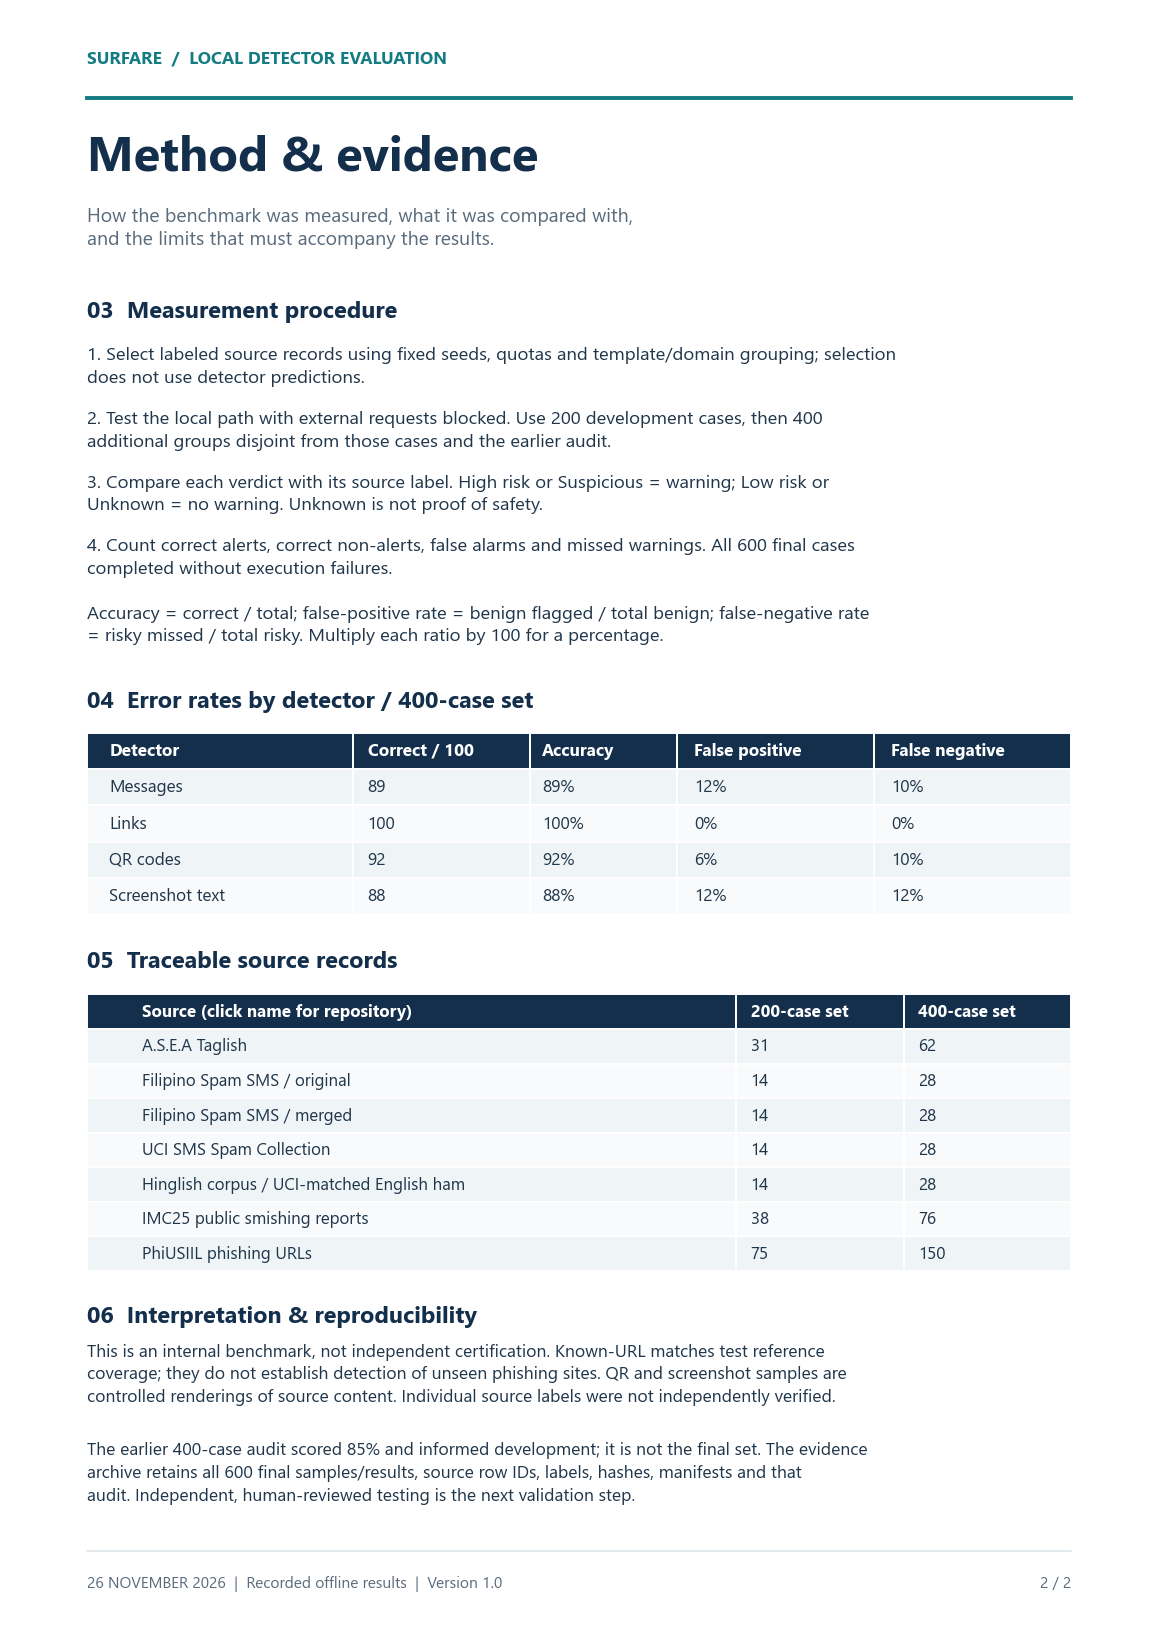 SURFARE / LOCAL DETECTOR EVALUATION
Method & evidence
How the benchmark was measured, what it was compared with,
and the limits that must accompany the results.
03 Measurement procedure
1. Select labeled source records using fixed seeds, quotas and template/domain grouping; selection
does not use detector predictions.
2. Test the local path with external requests blocked. Use 200 development cases, then 400
additional groups disjoint from those cases and the earlier audit.
3. Compare each verdict with its source label. High risk or Suspicious = warning; Low risk or
Unknown = no warning. Unknown is not proof of safety.
4. Count correct alerts, correct non-alerts, false alarms and missed warnings. All 600 final cases
completed without execution failures.
Accuracy = correct / total; false-positive rate = benign flagged / total benign; false-negative rate
= risky missed / total risky. Multiply each ratio by 100 for a percentage.
04 Error rates by detector / 400-case set
Detector Correct / 100 Accuracy False positive False negative
Messages 89 89% 12% 10%
Links 100 100% 0% 0%
QR codes 92 92% 6% 10%
Screenshot text 88 88% 12% 12%
05 Traceable source records
Source (click name for repository) 200-case set 400-case set
A.S.E.A Taglish 31 62
Filipino Spam SMS / original 14 28
Filipino Spam SMS / merged 14 28
UCI SMS Spam Collection 14 28
Hinglish corpus / UCI-matched English ham 14 28
IMC25 public smishing reports 38 76
PhiUSIIL phishing URLs 75 150
06 Interpretation & reproducibility
This is an internal benchmark, not independent certification. Known-URL matches test reference
coverage; they do not establish detection of unseen phishing sites. QR and screenshot samples are
controlled renderings of source content. Individual source labels were not independently verified.
The earlier 400-case audit scored 85% and informed development; it is not the final set. The evidence
archive retains all 600 final samples/results, source row IDs, labels, hashes, manifests and that
audit. Independent, human-reviewed testing is the next validation step.
26 NOVEMBER 2026 | Recorded offline results | Version 1.0 2 / 2